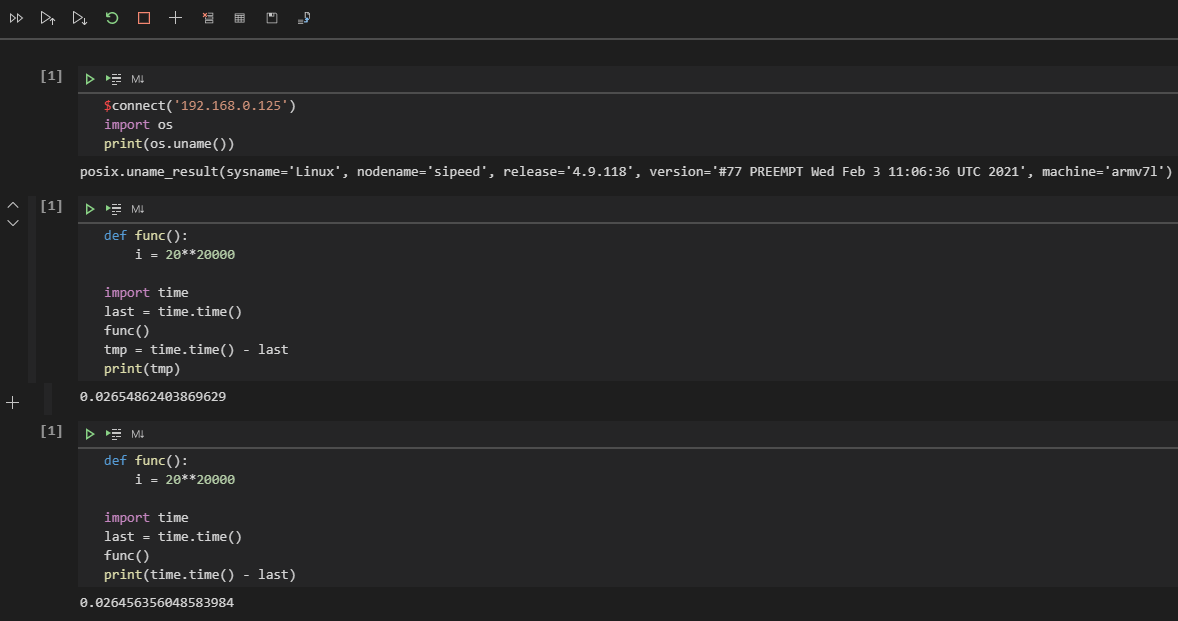 [1]
M↓
$connect('192.168.0.125')
import os
print(os.uname())
posix.uname_result(sysname='Linux', nodename='sipeed', release='4.9.118', version='#77 PREEMPT Wed Feb 3 11:06:36 UTC 2021', machine='armv7l')
[1]
M↓
def func():
    i = 20**20000
import time
last = time.time()
func()
tmp = time.time() - last
print(tmp)
0.02654862403869629
[1]
M↓
def func():
    i = 20**20000
import time
last = time.time()
func()
print(time.time() - last)
0.026456356048583984